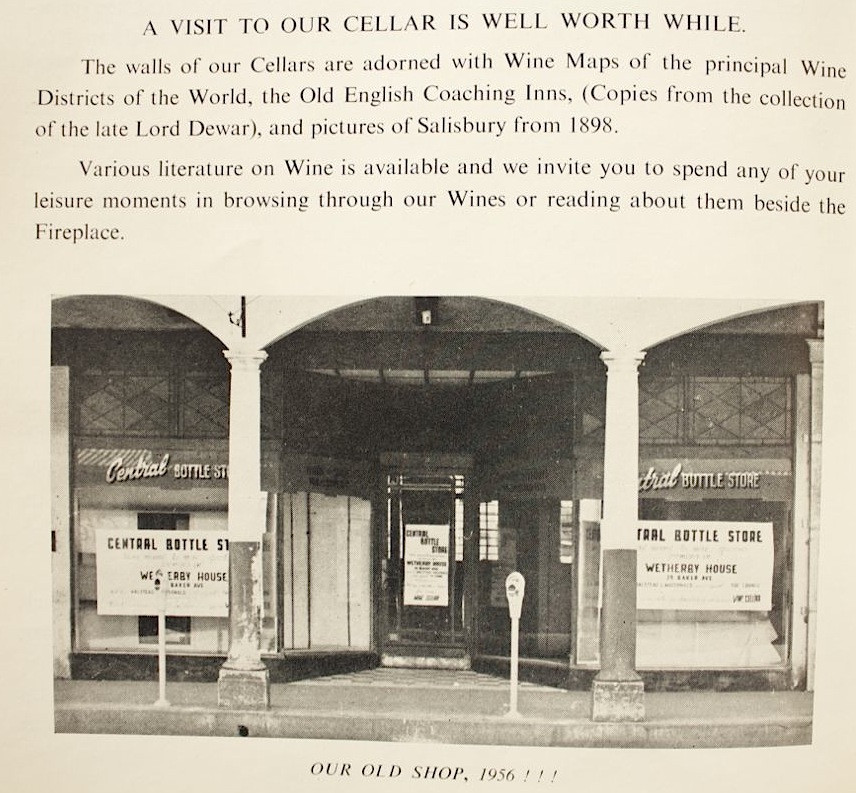 A VISIT TO OUR CELLAR IS WELL WORTH WHILE.
The walls of our Cellars are adorned with Wine Maps of the principal Wine
Districts of the World, the Old English Coaching Inns, (Copies from the collection
of the late Lord Dewar), and pictures of Salisbury from 1898.
Various literature on Wine is available and we invite you to spend any of your
leisure moments in browsing through our Wines or reading about them beside the
Fireplace.
Central BOTTLE ST
tral BOTTLE STORE
CENTRAL BOTTLE ST
WE ERBY HOUSE
BAKER AVE
CENTRAL
BOTTLE
STORE
WETHERBY HOUSE
TRAL BOTTLE STORE
WETHERBY HOUSE
BAKER AVE
OUR OLD SHOP, 1956 ! ! !